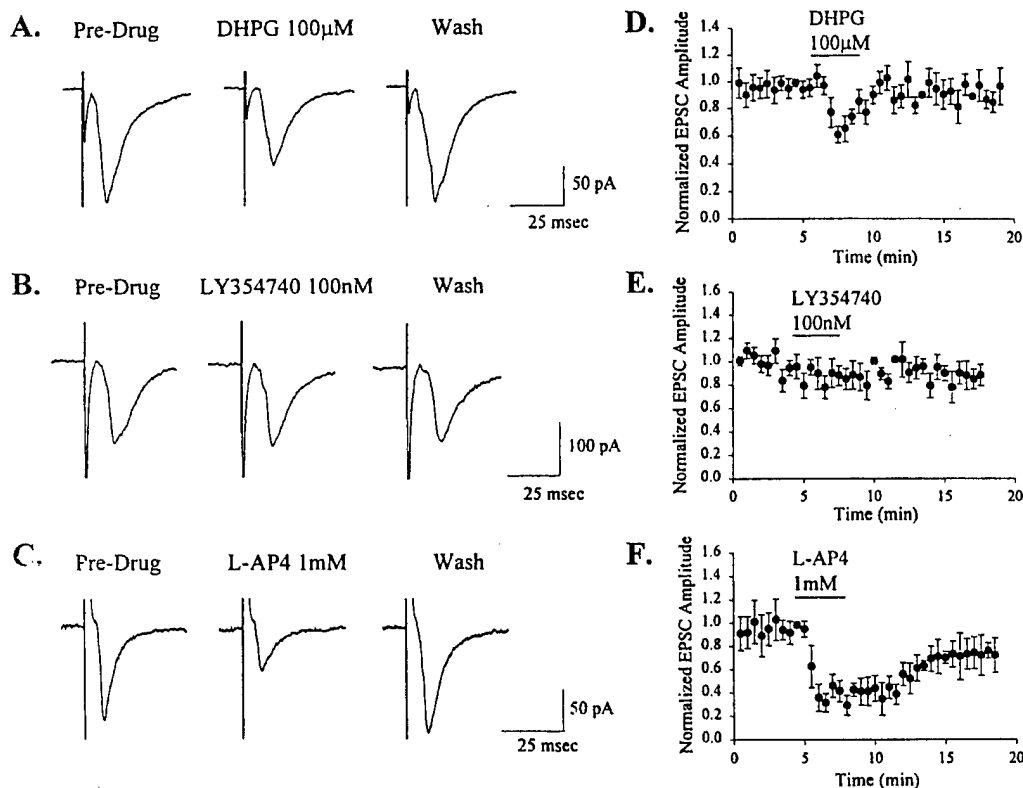 A.
Pre-Drug DHPG 100μM Wash
50 pA
25 msec
D.
DHPG
100μM
Normalized EPSC Amplitude
1.4
1.2
1.0
0.8
0.6
0.4
0.2
0.0
0 5 10 15 20
Time (min)
B.
Pre-Drug LY354740 100nM Wash
100 pA
25 msec
E.
LY354740
100nM
Normalized EPSC Amplitude
1.6
1.4
1.2
1.0
0.8
0.6
0.4
0.2
0.0
0 5 10 15 20
Time (min)
C.
Pre-Drug L-AP4 1mM Wash
50 pA
25 msec
F.
L-AP4
1mM
Normalized EPSC Amplitude
1.6
1.4
1.2
1.0
0.8
0.6
0.4
0.2
0.0
0 5 10 15 20
Time (min)